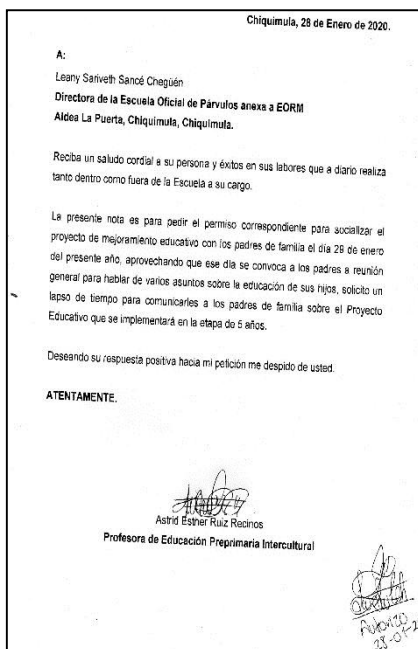 Chiquimula, 28 de Enero de 2020.
A:
Leany Sariveth Sancé Chegüén
Directora de la Escuela Oficial de Párvulos anexa a EORM
Aldea La Puerta, Chiquimula, Chiquimula.
Reciba un saludo cordial a su persona y éxitos en sus labores que a diario realiza
tanto dentro como fuera de la Escuela a su cargo.
La presente nota es para pedir el permiso correspondiente para socializar el
proyecto de mejoramiento educativo con los padres de familia el día 29 de enero
del presente año, aprovechando que ese día se convoca a los padres a reunión
general para hablar de varios asuntos sobre la educación de sus hijos, solicito un
lapso de tiempo para comunicarles a los padres de familia sobre el Proyecto
Educativo que se implementará en la etapa de 5 años.
Deseando su respuesta positiva hacia mi petición me despido de usted.
ATENTAMENTE.
Astrid Esther Ruiz Recinos
Profesora de Educación Preprimaria Intercultural
Autorizo